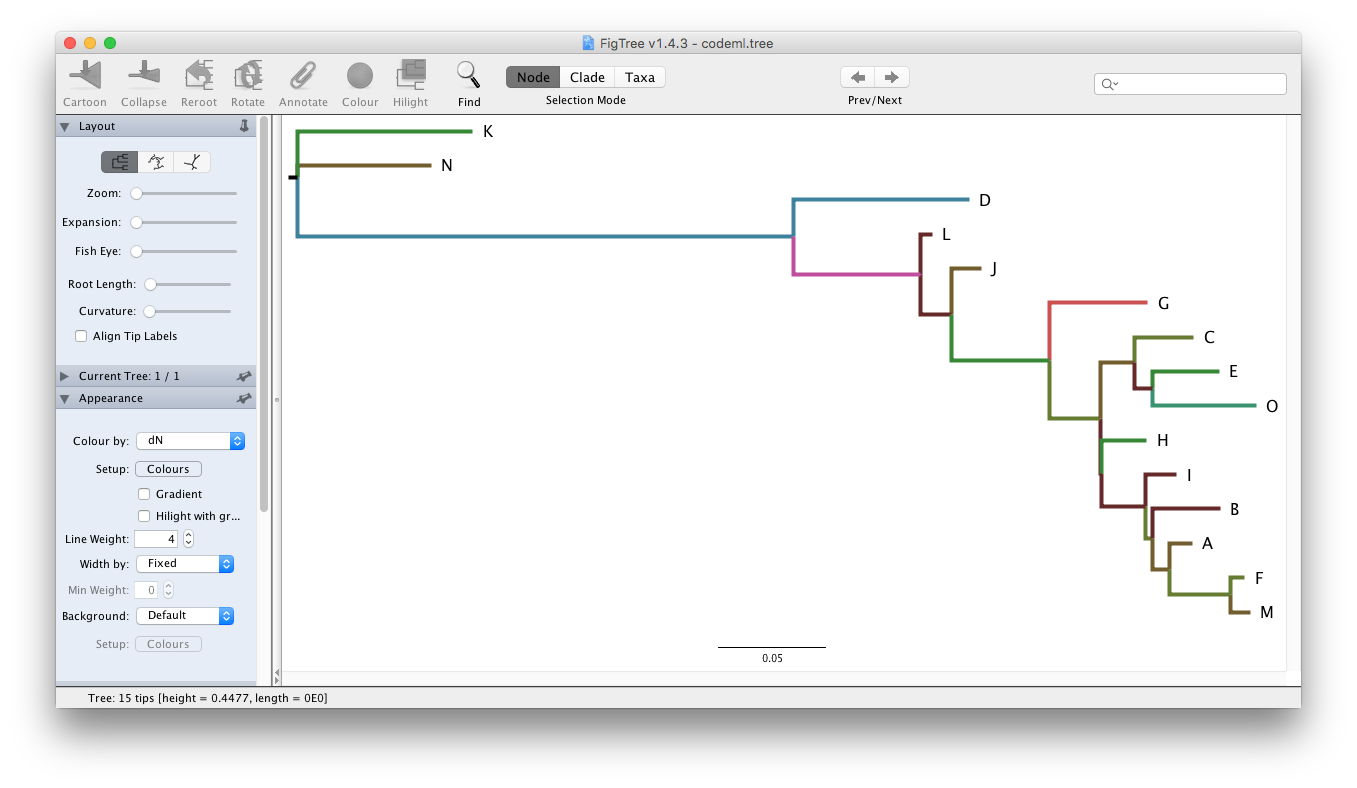 FigTree v1.4.3 - codeml.tree
Cartoon Collapse Reroot Rotate Annotate Colour Hilight Find
Node Clade Taxa
Selection Mode
Prev/Next
Layout
Zoom:
Expansion:
Fish Eye:
Root Length:
Curvature:
Align Tip Labels
Current Tree: 1 / 1
Appearance
Colour by: dN
Setup: Colours
Gradient
Hilight with gr...
Line Weight: 4
Width by: Fixed
Min Weight: 0
Background: Default
Setup: Colours
K
N
D
L
J
G
C
E
O
H
I
B
A
F
M
0.05
Tree: 15 tips [height = 0.4477, length = 0E0]